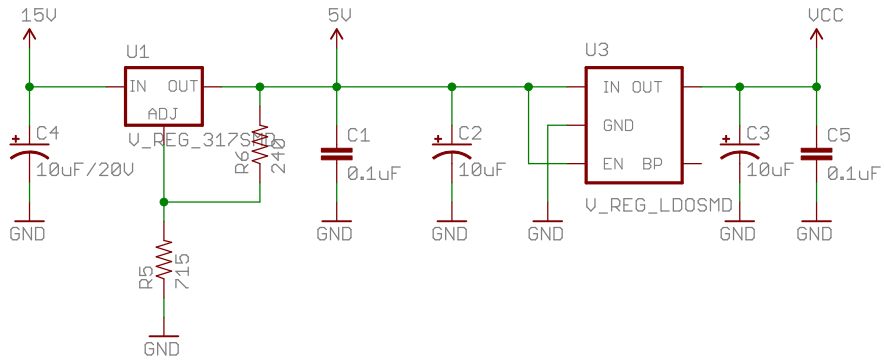 15V
5V
VCC
U1
U3
IN OUT
ADJ
V_REG_317SMD
IN OUT
GND
EN BP
V_REG_LDOSMD
C4
10uF/20V
R6
240
C1
0.1uF
C2
10uF
C3
10uF
C5
0.1uF
GND
GND
GND
GND
GND
GND
R5
715
GND